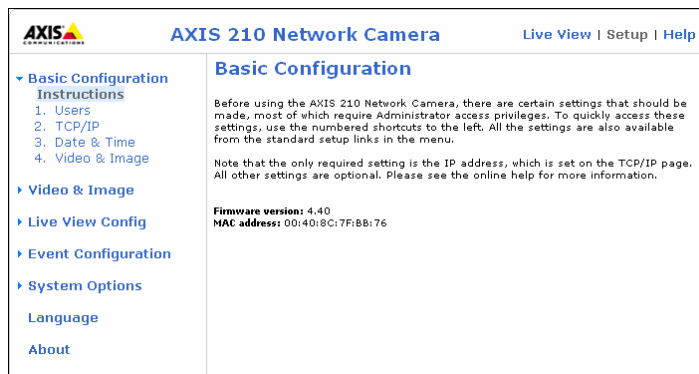 AXIS
COMMUNICATIONS
AXIS 210 Network Camera
Live View | Setup | Help
Basic Configuration
Instructions
1. Users
2. TCP/IP
3. Date & Time
4. Video & Image
Video & Image
Live View Config
Event Configuration
System Options
Language
About
Basic Configuration
Before using the AXIS 210 Network Camera, there are certain settings that should be
made, most of which require Administrator access privileges. To quickly access these
settings, use the numbered shortcuts to the left. All the settings are also available
from the standard setup links in the menu.
Note that the only required setting is the IP address, which is set on the TCP/IP page.
All other settings are optional. Please see the online help for more information.
Firmware version: 4.40
MAC address: 00:40:8C:7F:BB:76